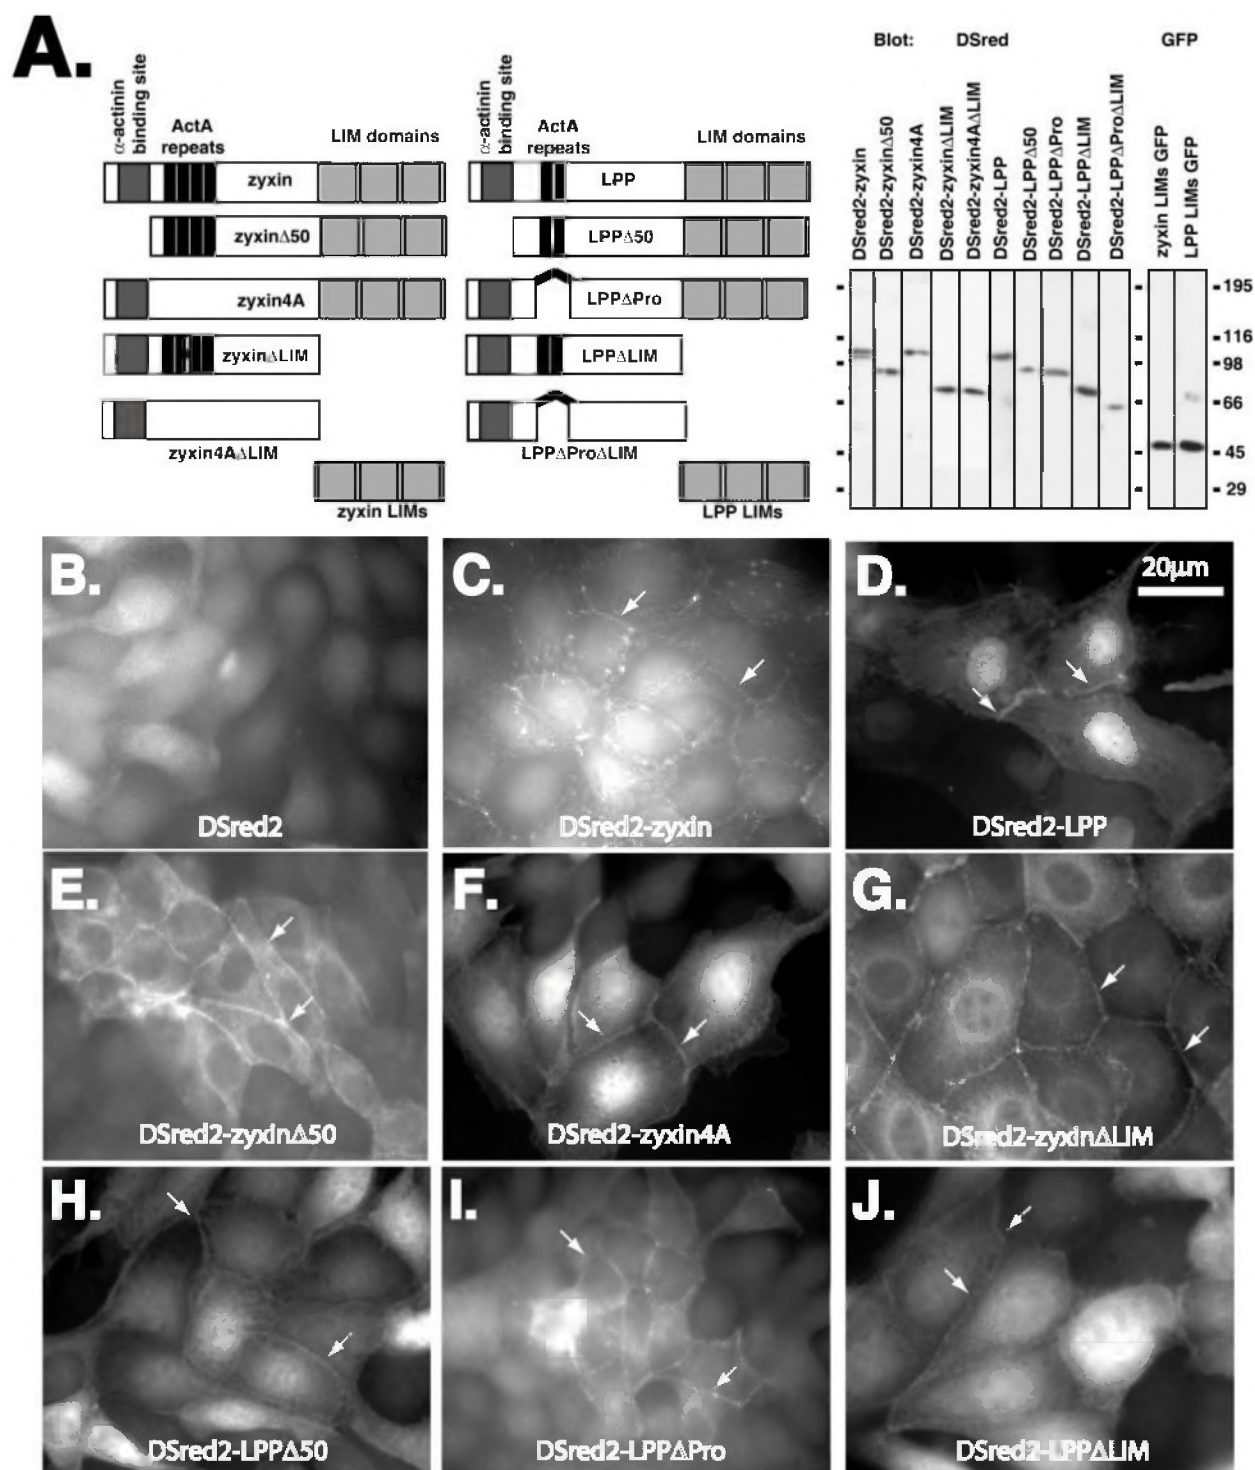 A.
α-actinin
binding site
ActA
repeats
LIM domains
zyxin
zyxinΔ50
zyxin4A
zyxinΔLIM
zyxin4AΔLIM
zyxin LIMs
α-actinin
binding site
ActA
repeats
LIM domains
LPP
LPPΔ50
LPPΔPro
LPPΔLIM
LPPΔProΔLIM
LPP LIMs
Blot: DSred GFP
DSred2-zyxin
DSred2-zyxinΔ50
DSred2-zyxin4A
DSred2-zyxinΔLIM
DSred2-zyxin4AΔLIM
DSred2-LPP
DSred2-LPPΔ50
DSred2-LPPΔPro
DSred2-LPPΔLIM
DSred2-LPPΔProΔLIM
zyxin LIMs GFP
LPP LIMs GFP
195
116
98
66
45
29
B.
DSred2
C.
DSred2-zyxin
D.
20μm
DSred2-LPP
E.
DSred2-zyxinΔ50
F.
DSred2-zyxin4A
G.
DSred2-zyxinΔLIM
H.
DSred2-LPPΔ50
I.
DSred2-LPPΔPro
J.
DSred2-LPPΔLIM